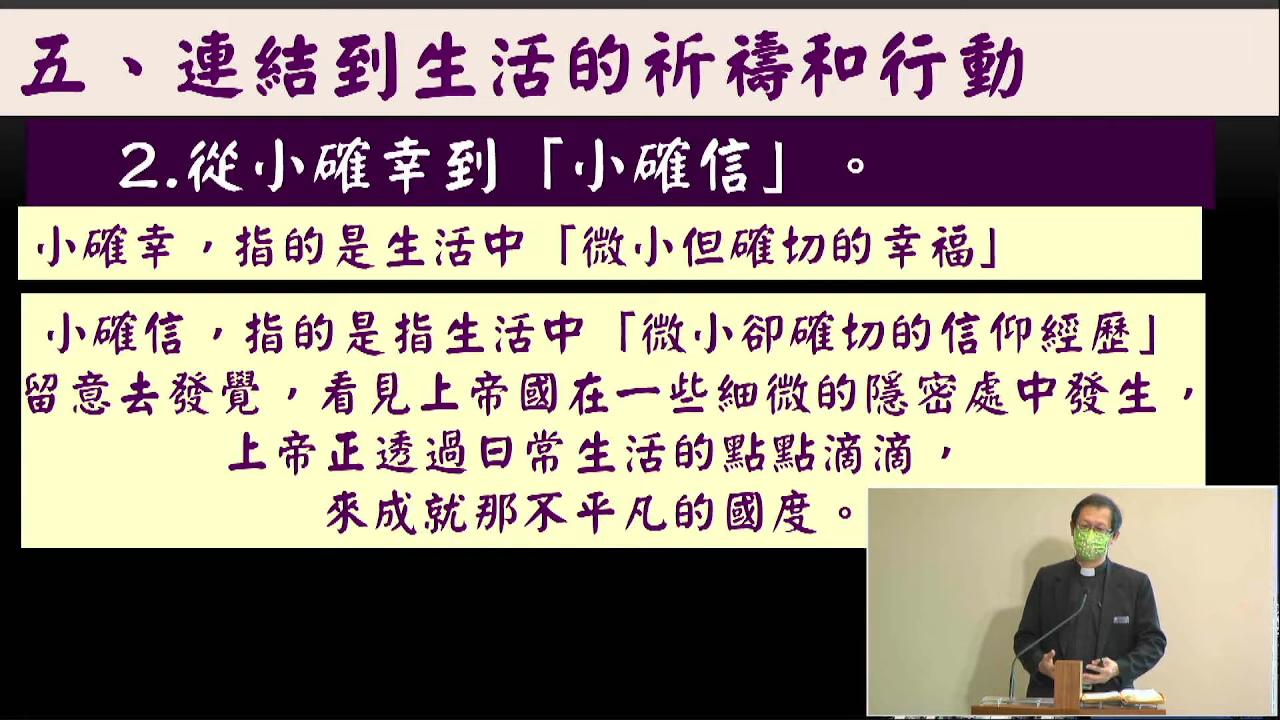 五、連結到生活的祈禱和行動
2.從小確幸到「小確信」。
小確幸，指的是生活中「微小但確切的幸福」
小確信，指的是指生活中「微小卻確切的信仰經歷」
留意去發覺，看見上帝國在一些細微的隱密處中發生，
上帝正透過日常生活的點點滴滴，
來成就那不平凡的國度。